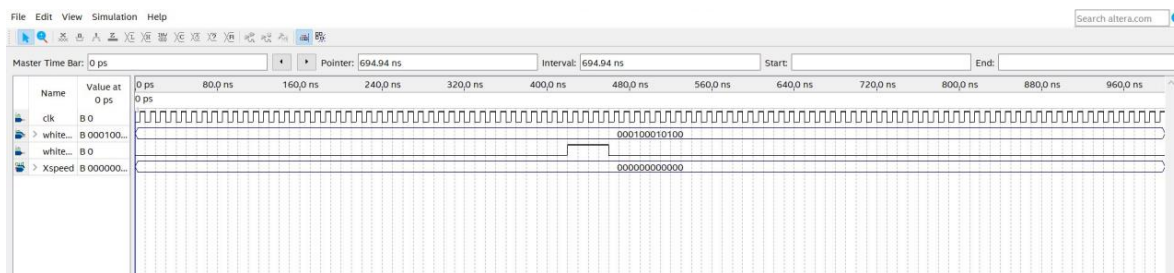 File Edit View Simulation Help
Search altera.com
Master Time Bar: 0 ps
Pointer: 694.94 ns
Interval: 694.94 ns
Start:
End:
Name
Value at
0 ps
0 ps 80.0 ns 160.0 ns 240.0 ns 320.0 ns 400.0 ns 480.0 ns 560.0 ns 640.0 ns 720.0 ns 800.0 ns 880.0 ns 960.0 ns
0 ps
clk B 0
> white... B 000100... 000100010100
white... B 0
> Xspeed B 000000... 000000000000